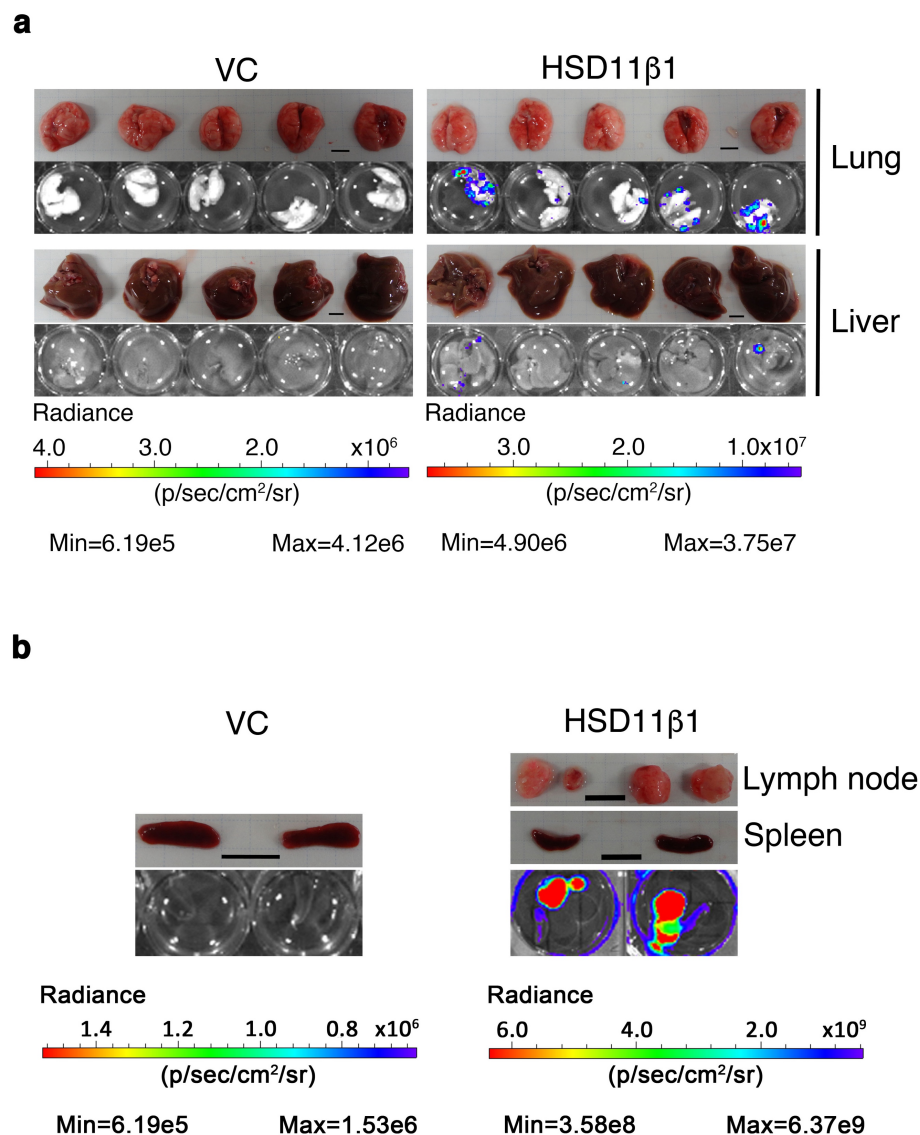 a
VC
HSD11β1
Lung
Liver
Radiance
4.0 3.0 2.0 x10⁶
(p/sec/cm²/sr)
Min=6.19e5 Max=4.12e6
Radiance
3.0 2.0 1.0x10⁷
(p/sec/cm²/sr)
Min=4.90e6 Max=3.75e7
b
VC
HSD11β1
Lymph node
Spleen
Radiance
1.4 1.2 1.0 0.8 x10⁶
(p/sec/cm²/sr)
Min=6.19e5 Max=1.53e6
Radiance
6.0 4.0 2.0 x10⁹
(p/sec/cm²/sr)
Min=3.58e8 Max=6.37e9